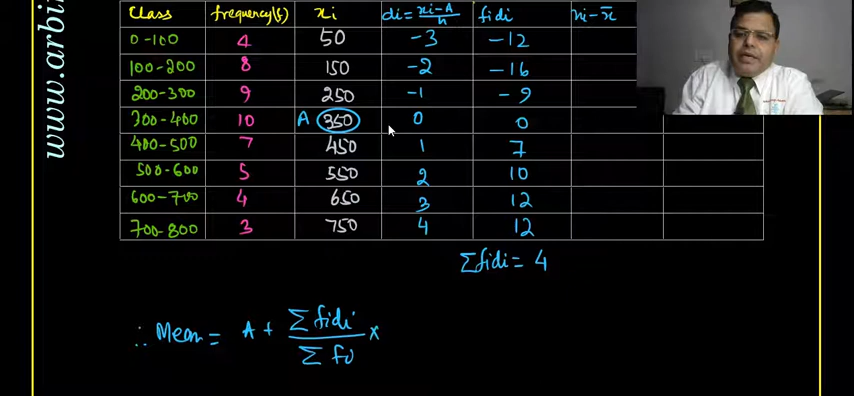 Class frequency(f) xi di = xi-A/h fidi xi - x̄
0-100 4 50 -3 -12
100-200 8 150 -2 -16
200-300 9 250 -1 -9
300-400 10 A 350 0 0
400-500 7 450 1 7
500-600 5 550 2 10
600-700 4 650 3 12
700-800 3 750 4 12
Σfidi = 4
∴ Mean = A + Σfidi/Σfi ×
www.arbi